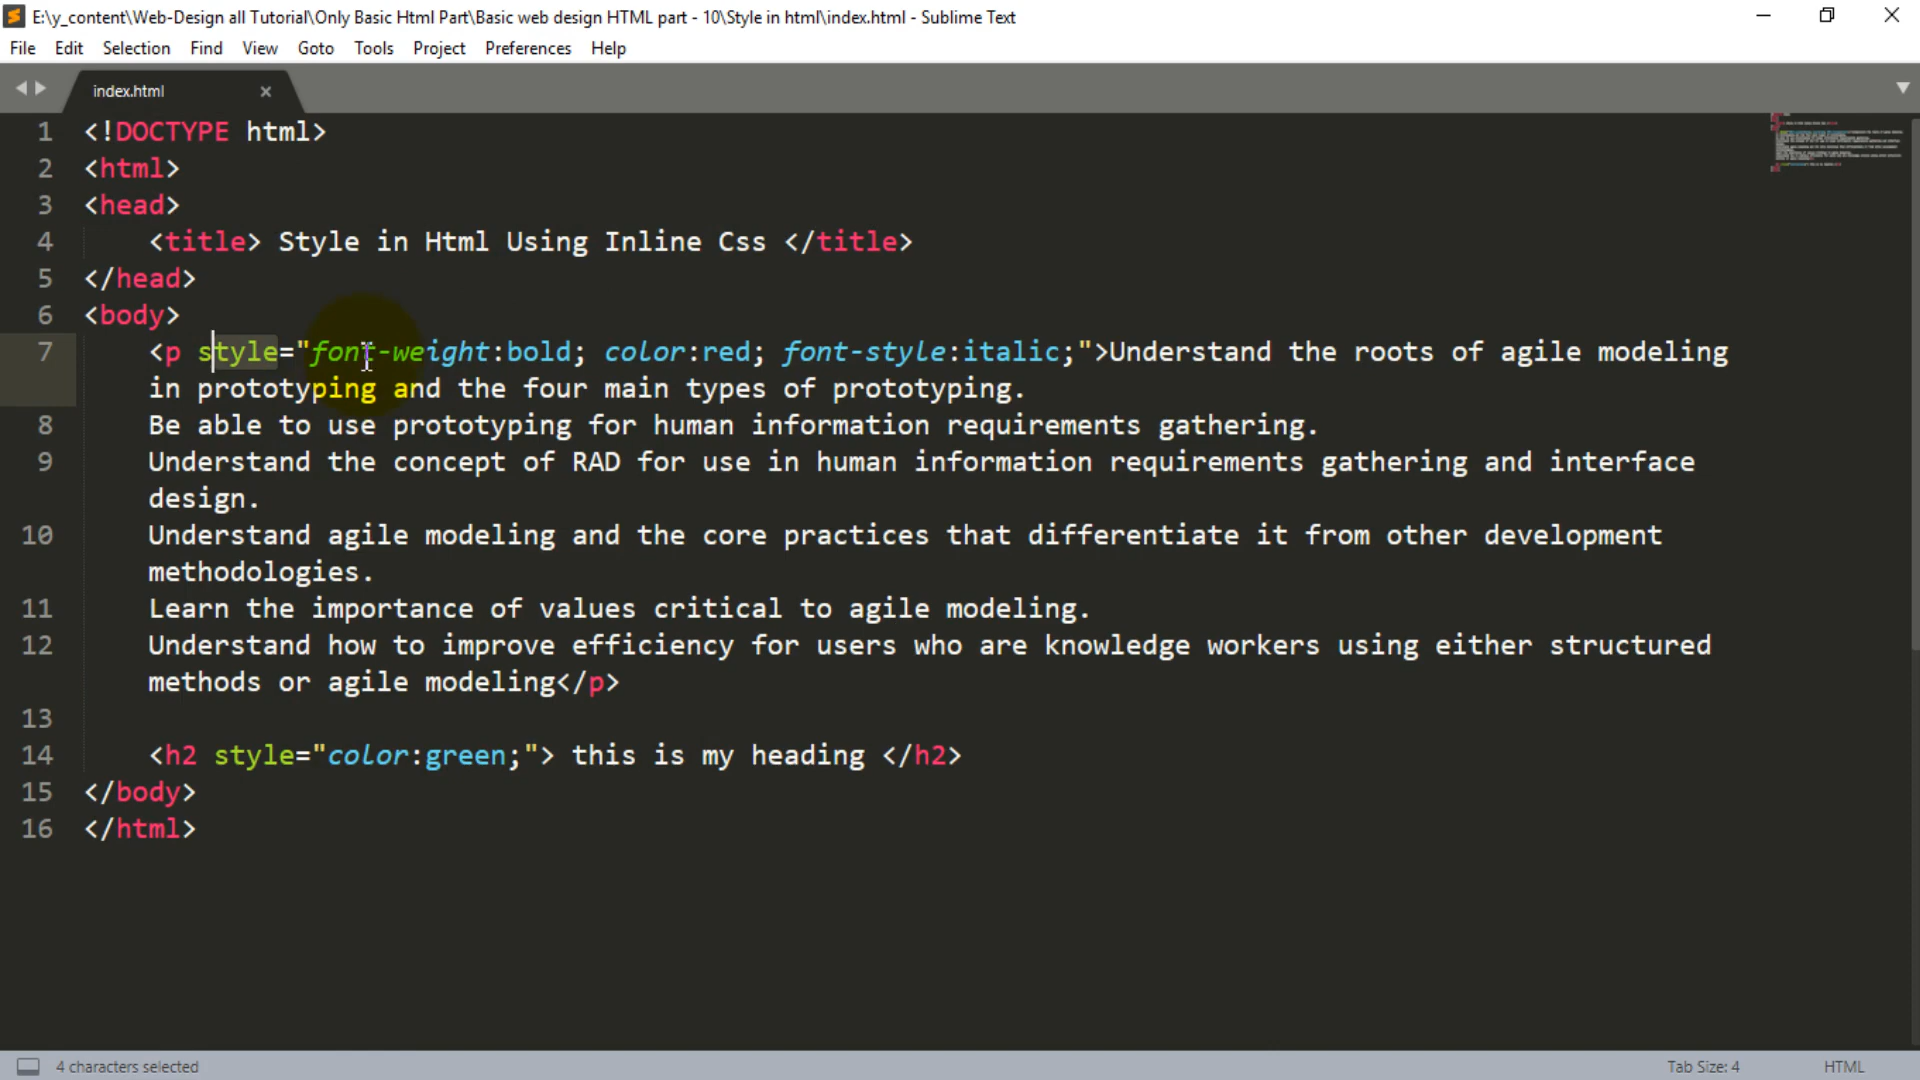 E:\y_content\Web-Design all Tutorial\Only Basic Html Part\Basic web design HTML part - 10\Style in html\index.html - Sublime Text
File Edit Selection Find View Goto Tools Project Preferences Help
index.html
1 <!DOCTYPE html>
2 <html>
3 <head>
4 <title> Style in Html Using Inline Css </title>
5 </head>
6 <body>
7 <p style="font-weight:bold; color:red; font-style:italic;">Understand the roots of agile modeling
in prototyping and the four main types of prototyping.
8 Be able to use prototyping for human information requirements gathering.
9 Understand the concept of RAD for use in human information requirements gathering and interface
design.
10 Understand agile modeling and the core practices that differentiate it from other development
methodologies.
11 Learn the importance of values critical to agile modeling.
12 Understand how to improve efficiency for users who are knowledge workers using either structured
methods or agile modeling</p>
13
14 <h2 style="color:green;"> this is my heading </h2>
15 </body>
16 </html>
4 characters selected Tab Size: 4 HTML